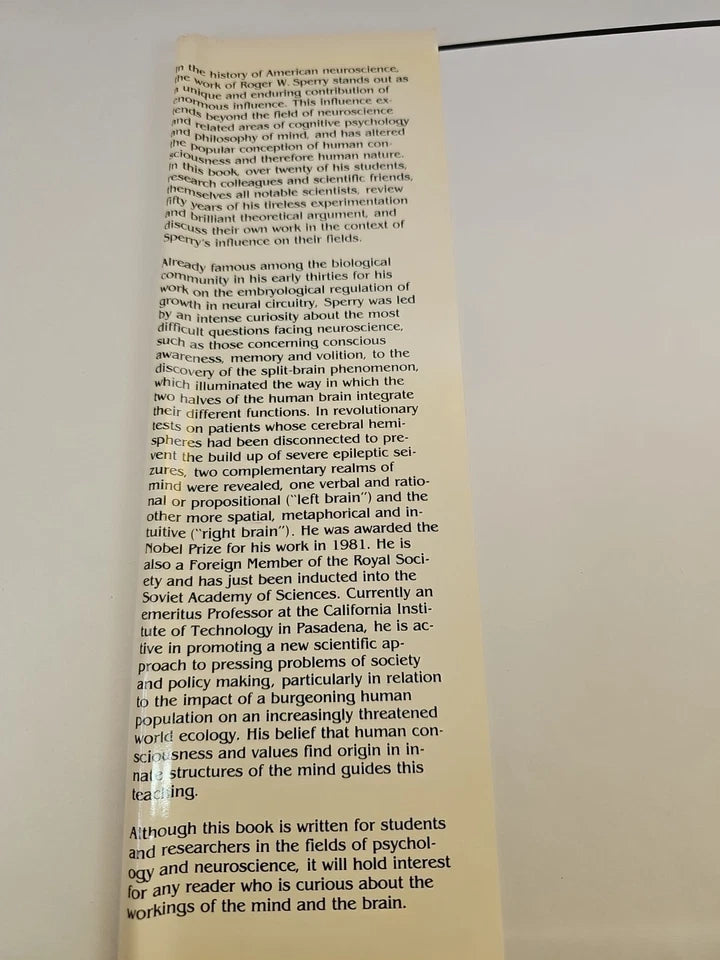 In the history of American neuroscience,
the work of Roger W. Sperry stands out as
a unique and enduring contribution of
enormous influence. This influence ex-
tends beyond the field of neuroscience
and related areas of cognitive psychology
and philosophy of mind, and has altered
the popular conception of human con-
sciousness and therefore human nature.
In this book, over twenty of his students,
research colleagues and scientific friends,
themselves all notable scientists, review
fifty years of his tireless experimentation
and brilliant theoretical argument, and
discuss their own work in the context of
Sperry's influence on their fields.
Already famous among the biological
community in his early thirties for his
work on the embryological regulation of
growth in neural circuitry, Sperry was led
by an intense curiosity about the most
difficult questions facing neuroscience,
such as those concerning conscious
awareness, memory and volition, to the
discovery of the split-brain phenomenon,
which illuminated the way in which the
two halves of the human brain integrate
their different functions. In revolutionary
tests on patients whose cerebral hemi-
spheres had been disconnected to pre-
vent the build up of severe epileptic sei-
zures, two complementary realms of
mind were revealed, one verbal and ratio-
nal or propositional ("left brain") and the
other more spatial, metaphorical and in-
tuitive ("right brain"). He was awarded the
Nobel Prize for his work in 1981. He is
also a Foreign Member of the Royal Soci-
ety and has just been inducted into the
Soviet Academy of Sciences. Currently an
emeritus Professor at the California Insti-
tute of Technology in Pasadena, he is ac-
tive in promoting a new scientific ap-
proach to pressing problems of society
and policy making, particularly in relation
to the impact of a burgeoning human
population on an increasingly threatened
world ecology. His belief that human con-
sciousness and values find origin in in-
nate structures of the mind guides this
teaching.
Although this book is written for students
and researchers in the fields of psychol-
ogy and neuroscience, it will hold interest
for any reader who is curious about the
workings of the mind and the brain.